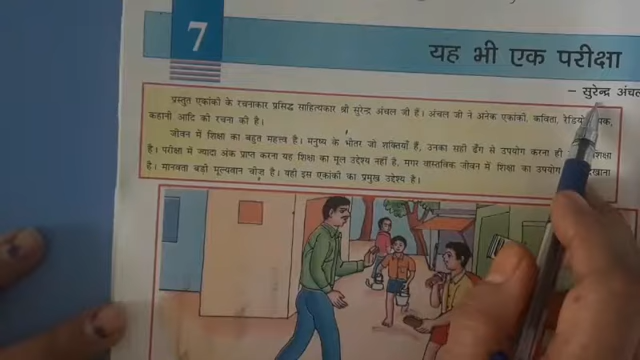 7
यह भी एक परीक्षा
– सुरेन्द्र अंचल
प्रस्तुत एकांकी के रचनाकार प्रसिद्ध साहित्यकार श्री सुरेन्द्र अंचल जी हैं। अंचल जी ने अनेक एकांकी, कविता, रेडियो
कहानी आदि की रचना की है।
जीवन में शिक्षा का बहुत महत्त्व है। मनुष्य के भीतर जो शक्तियाँ हैं, उनका सही ढँग से उपयोग करना ही शिक्षा
है। परीक्षा में ज्यादा अंक प्राप्त करना यह शिक्षा का मूल उद्देश्य नहीं है, मगर वास्तविक जीवन में शिक्षा का उपयोग
है। मानवता बड़ी मूल्यवान चीज है। वही इस एकांकी का प्रमुख उद्देश्य है।